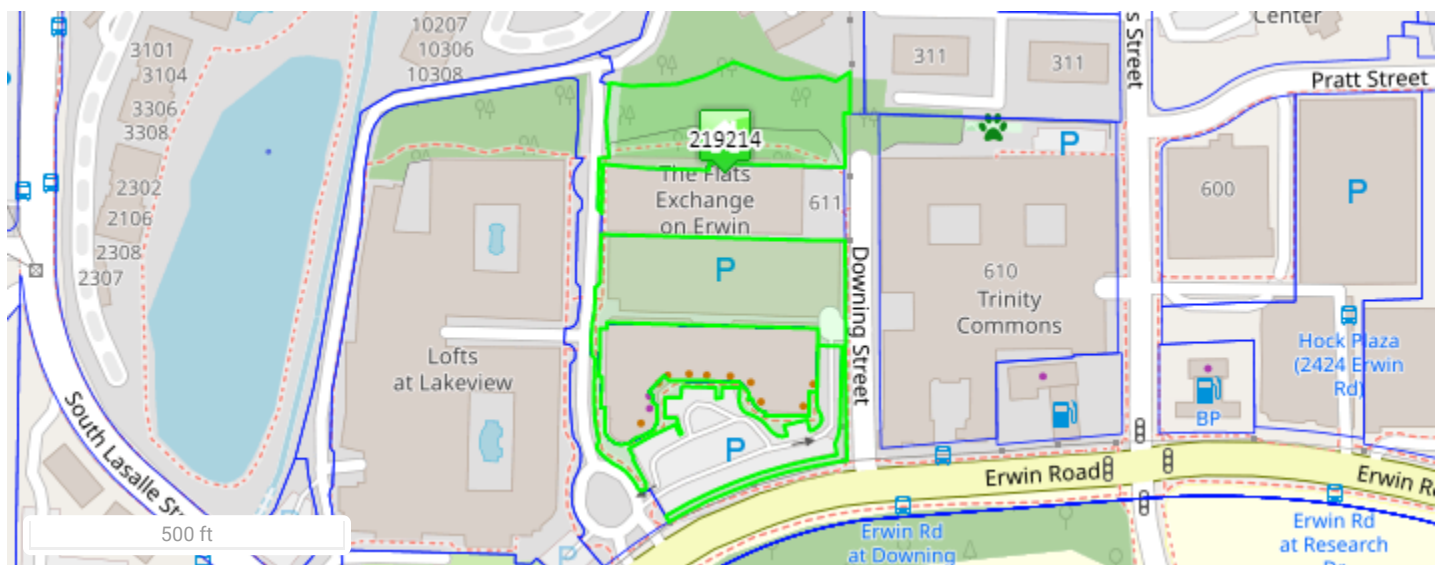 Center
s Street
10207
10306
10308
3101
3104
3306
3308
311
311
Pratt Street
219214
P
2302
2106
2308
2307
The Flats
Exchange
on Erwin
611
600
P
P
Downing Street
610
Trinity
Commons
Lofts
at Lakeview
Hock Plaza
(2424 Erwin
Rd)
BP
South Lasalle Str
P
Erwin Road
Erwin R
P
500 ft
Erwin Rd
at Downing
Erwin Rd
at Research